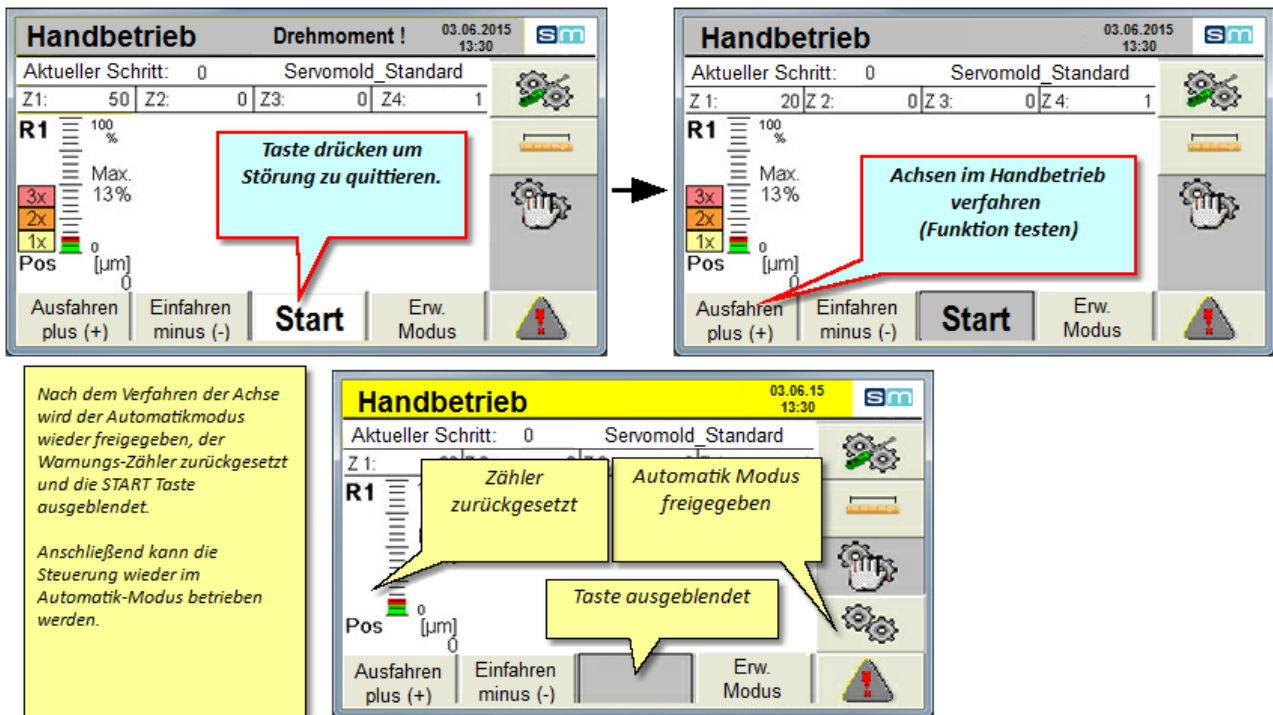 Handbetrieb Drehmoment ! 03.06.2015 13:30 sm
Aktueller Schritt: 0 Servomold_Standard
Z1: 50 Z2: 0 Z3: 0 Z4: 1
R1 100 %
Max. 13%
3x
2x
1x
0
Pos [µm]
0
Taste drücken um
Störung zu quittieren.
Ausfahren plus (+)
Einfahren minus (-)
Start
Erw. Modus
Handbetrieb 03.06.2015 13:30 sm
Aktueller Schritt: 0 Servomold_Standard
Z 1: 20 Z 2: 0 Z 3: 0 Z 4: 1
R1 100 %
Max. 13%
3x
2x
1x
0
Pos [µm]
0
Achsen im Handbetrieb
verfahren
(Funktion testen)
Ausfahren plus (+)
Einfahren minus (-)
Start
Erw. Modus
Nach dem Verfahren der Achse
wird der Automatikmodus
wieder freigegeben, der
Warnungs-Zähler zurückgesetzt
und die START Taste
ausgeblendet.
Anschließend kann die
Steuerung wieder im
Automatik-Modus betrieben
werden.
Handbetrieb 03.06.15 13:30 sm
Aktueller Schritt: 0 Servomold_Standard
Z 1:
R1
Zähler
zurückgesetzt
Automatik Modus
freigegeben
Taste ausgeblendet
0
Pos [µm]
0
Ausfahren plus (+)
Einfahren minus (-)
Erw. Modus